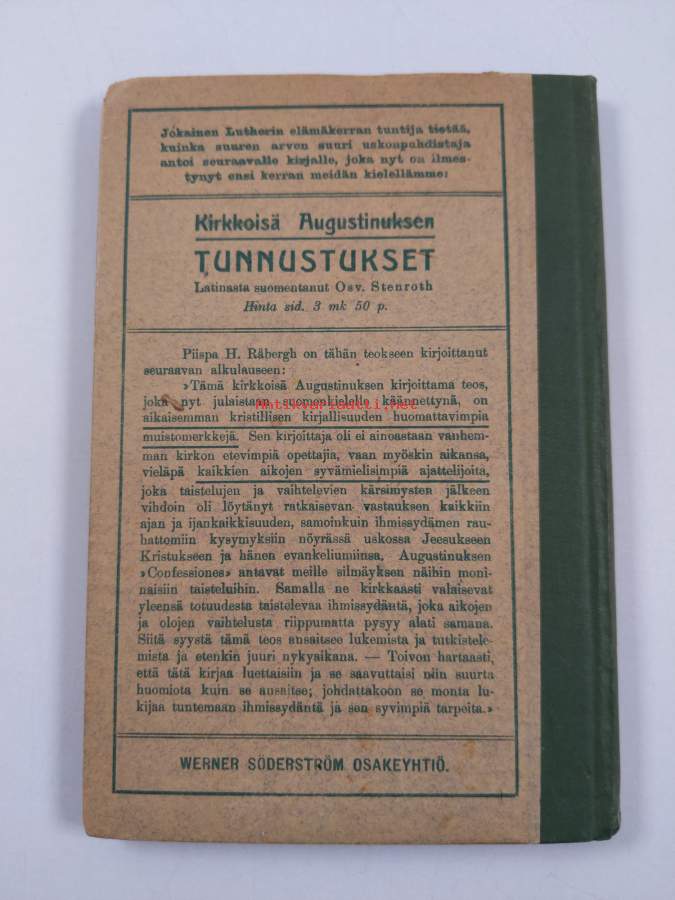 Jokainen Lutherin elämäkerran tuntija tietää,
kuinka suuren arvon suuri uskonpuhdistaja
antoi seuraavalle kirjalle, joka nyt on ilmes-
tynyt ensi kerran meidän kielellämme:
Kirkkoisä Augustinuksen
TUNNUSTUKSET
Latinasta suomentanut Osv. Stenroth
Hinta sid. 3 mk 50 p.
Piispa H. Råbergh on tähän teokseen kirjoittanut
seuraavan alkulauseen:
»Tämä kirkkoisä Augustinuksen kirjoittama teos,
joka nyt julaistaan suomenkielelle käännettynä, on
Antikvariaatti.net
aikaisemman kristillisen kirjallisuuden huomattavimpia
muistomerkkejä. Sen kirjoittaja oli ei ainoastaan vanhem-
man kirkon etevimpiä opettajia, vaan myöskin aikansa,
vieläpä kaikkien aikojen syvämielisimpiä ajattelijoita,
joka taistelujen ja vaihtelevien kärsimysten jälkeen
vihdoin oli löytänyt ratkaisevan vastauksen kaikkiin
ajan ja ijankaikkisuuden, samoinkuin ihmissydämen rau-
hattomiin kysymyksiin nöyrässä uskossa Jeesukseen
Kristukseen ja hänen evankeliumiinsa. Augustinuksen
»Confessiones» antavat meille silmäyksen näihin moni-
naisiin taisteluihin. Samalla ne kirkkaasti valaisevat
yleensä totuudesta taistelevaa ihmissydäntä, joka aikojen
ja olojen vaihtelusta riippumatta pysyy alati samana.
Siitä syystä tämä teos ansaitsee lukemista ja tutkistele-
mista ja etenkin juuri nykyaikana. — Toivon hartaasti,
että tätä kirjaa luettaisiin ja se saavuttaisi niin suurta
huomiota kuin se ansaitse; johdattakoon se monta lu-
kijaa tuntemaan ihmissydäntä ja sen syvimpiä tarpeita.»
WERNER SÖDERSTRÖM OSAKEYHTIÖ.